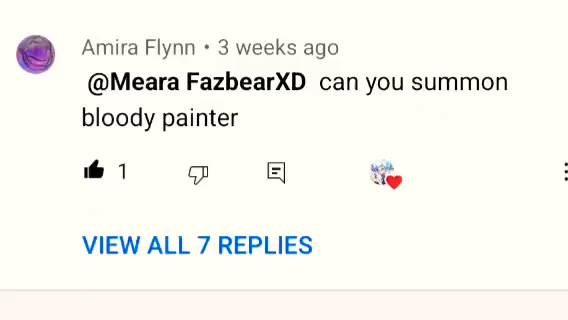 Amira Flynn • 3 weeks ago
@Meara FazbearXD can you summon
bloody painter
1
VIEW ALL 7 REPLIES